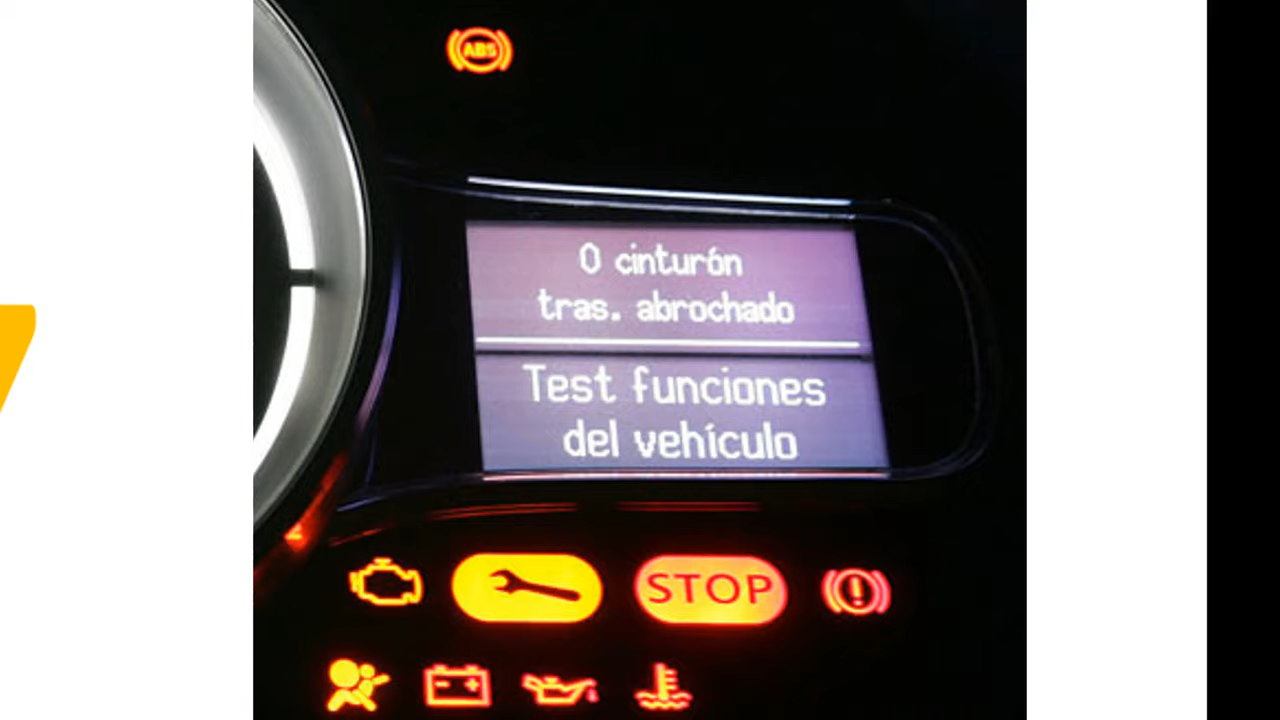 ABS
0 cinturón
tras. abrochado
Test funciones
del vehículo
STOP